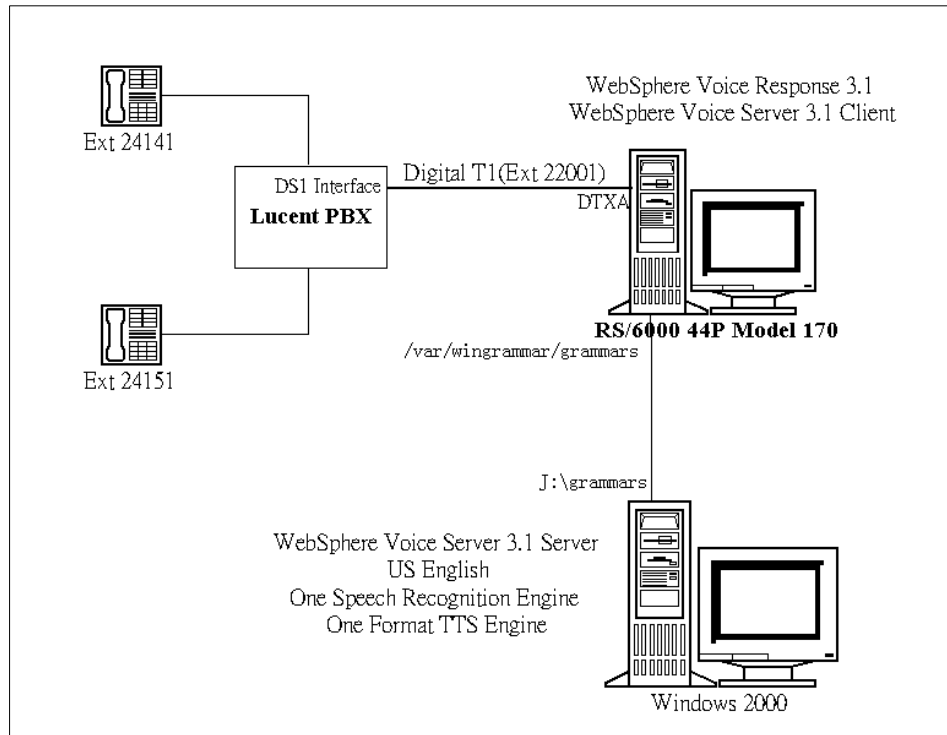 WebSphere Voice Response 3.1
WebSphere Voice Server 3.1 Client
Ext 24141
DS1 Interface
Lucent PBX
Digital T1(Ext 22001)
DTXA
RS/6000 44P Model 170
/var/wingrammar/grammars
Ext 24151
J:\grammars
WebSphere Voice Server 3.1 Server
US English
One Speech Recognition Engine
One Format TTS Engine
Windows 2000